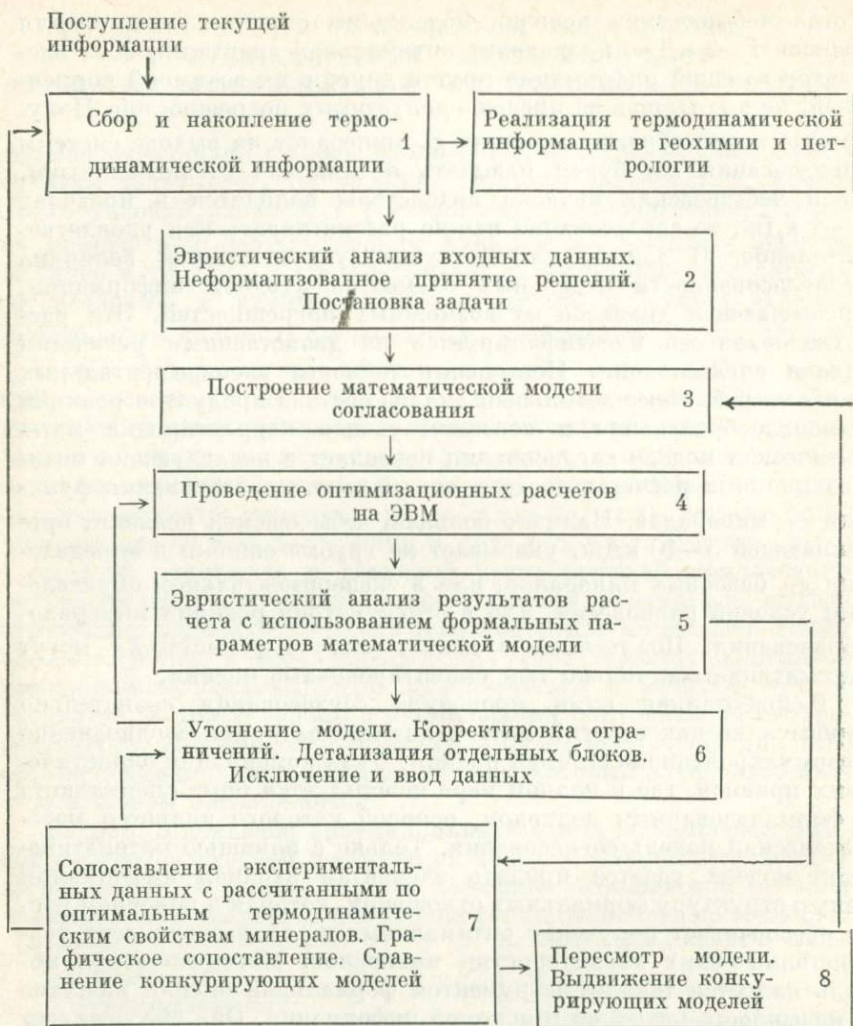 Поступление текущей
информации
Сбор и накопление термо-
динамической информации
1
Реализация термодинамической
информации в геохимии и пет-
рологии
Эвристический анализ входных данных.
Неформализованное принятие решений.
Постановка задачи
2
Построение математической модели
согласования
3
Проведение оптимизационных расчетов
на ЭВМ
4
Эвристический анализ результатов рас-
чета с использованием формальных па-
раметров математической модели
5
Уточнение модели. Корректировка огра-
ничений. Детализация отдельных блоков.
Исключение и ввод данных
6
Сопоставление эксперименталь-
ных данных с рассчитанными по
оптимальным термодинамиче-
ским свойствам минералов. Гра-
фическое сопоставление. Срав-
нение конкурирующих моделей
7
Пересмотр модели.
Выдвижение конку-
рирующих моделей
8